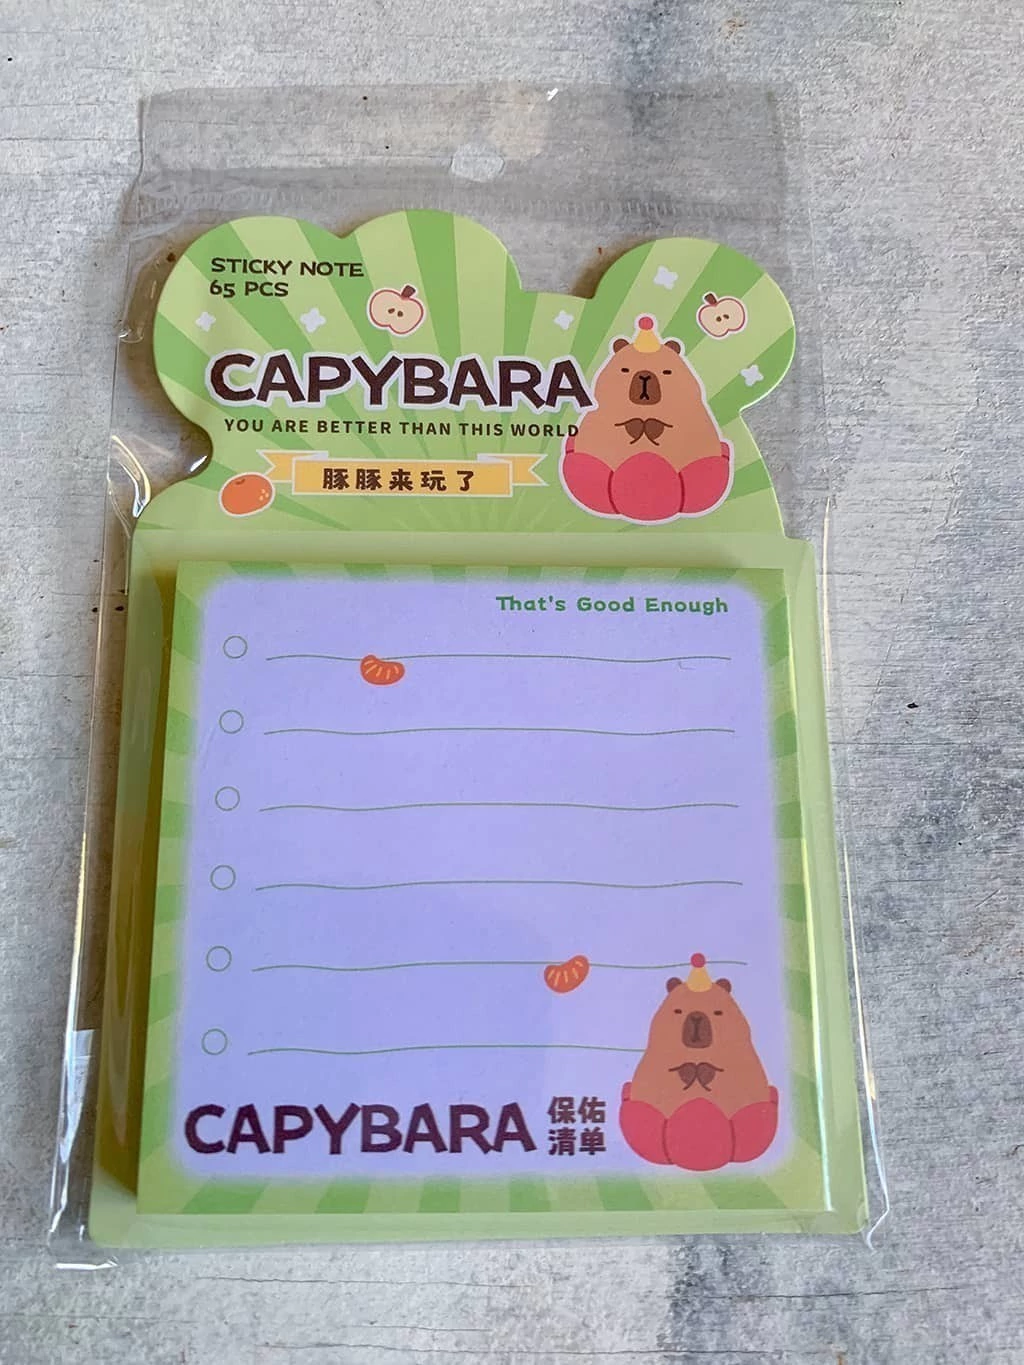 STICKY NOTE
65 PCS
CAPYBARA
YOU ARE BETTER THAN THIS WORLD
豚豚来玩了
That's Good Enough
CAPYBARA 保佑
清单